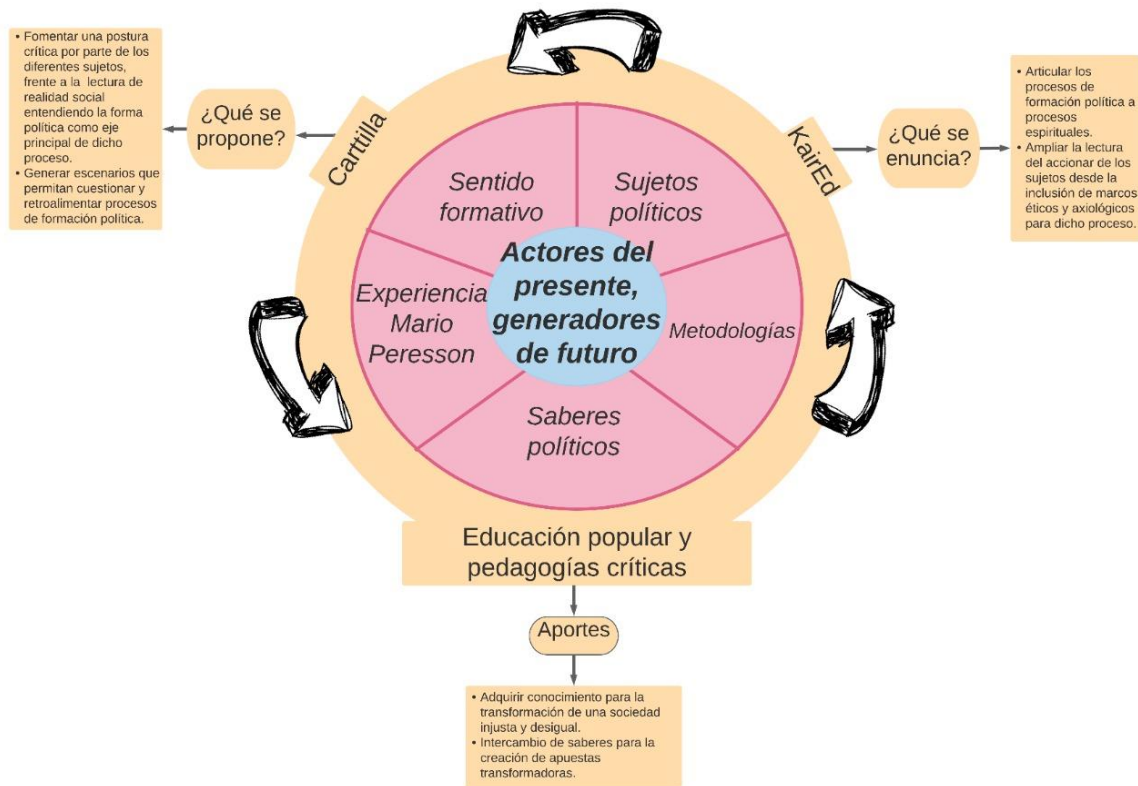 • Fomentar una postura
crítica por parte de los
diferentes sujetos,
frente a la lectura de
realidad social
entendiendo la forma
política como eje
principal de dicho
proceso.
• Generar escenarios que
permitan cuestionar y
retroalimentar procesos
de formación política.
¿Qué se
propone?
Carttilla
KairEd
¿Qué se
enuncia?
• Articular los
procesos de
formación política a
procesos
espirituales.
• Ampliar la lectura
del accionar de los
sujetos desde la
inclusión de marcos
éticos y axiológicos
para dicho proceso.
Sentido
formativo
Sujetos
políticos
Actores del
presente,
generadores
de futuro
Experiencia
Mario
Peresson
Metodologías
Saberes
políticos
Educación popular y
pedagogías críticas
Aportes
• Adquirir conocimiento para la
transformación de una sociedad
injusta y desigual.
• Intercambio de saberes para la
creación de apuestas
transformadoras.